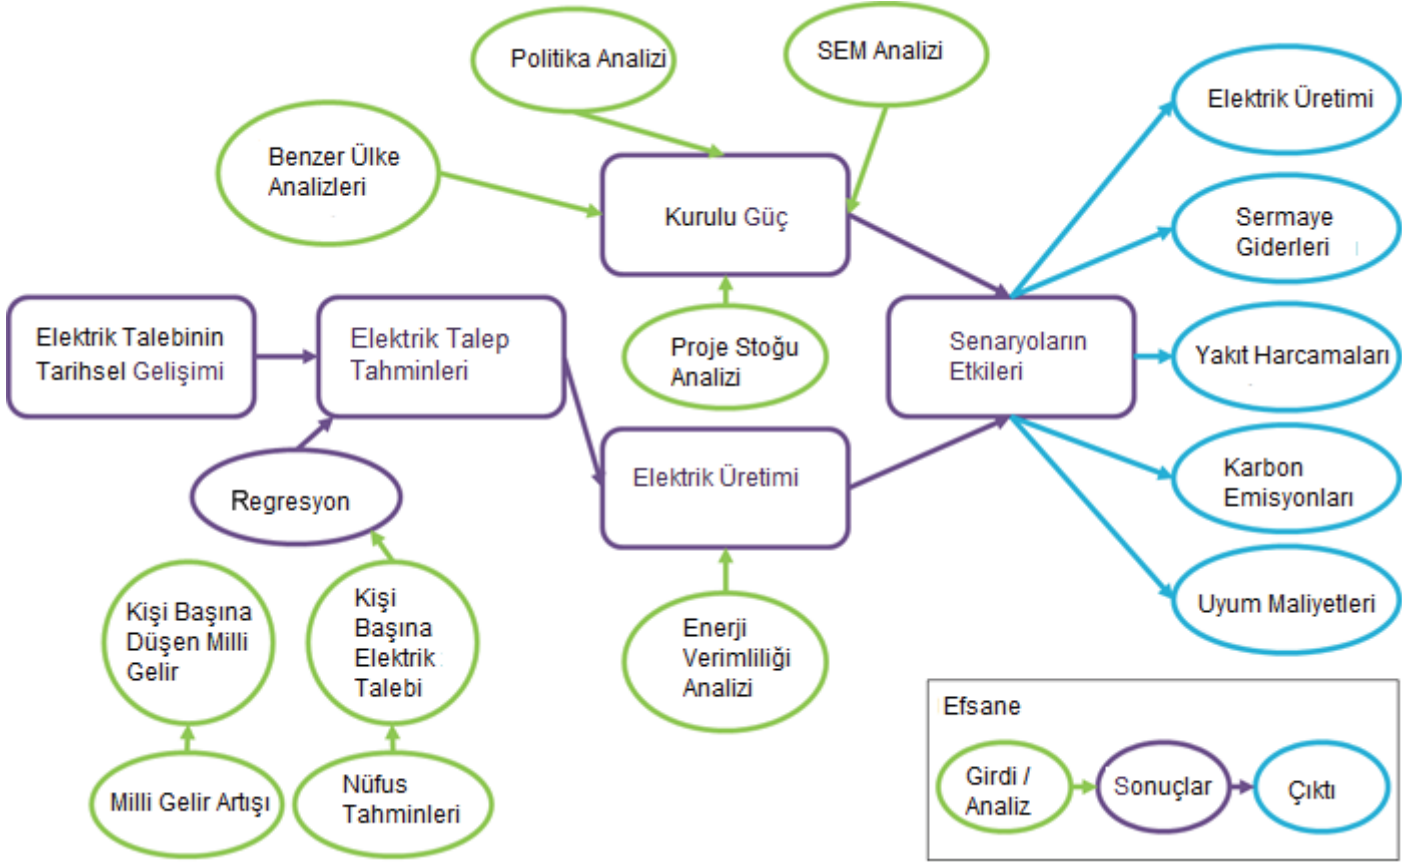 Politika Analizi
SEM Analizi
Elektrik Üretimi
Benzer Ülke
Analizleri
Kurulu Güç
Sermaye
Giderleri
Elektrik Talebinin
Tarihsel Gelişimi
Elektrik Talep
Tahminleri
Proje Stoğu
Analizi
Senaryoların
Etkileri
Yakıt Harcamaları
Regresyon
Elektrik Üretimi
Karbon
Emisyonları
Kişi Başına
Düşen Milli
Gelir
Kişi
Başına
Elektrik
Talebi
Enerji
Verimliliği
Analizi
Uyum Maliyetleri
Milli Gelir Artışı
Nüfus
Tahminleri
Efsane
Girdi /
Analiz
Sonuçlar
Çıktı